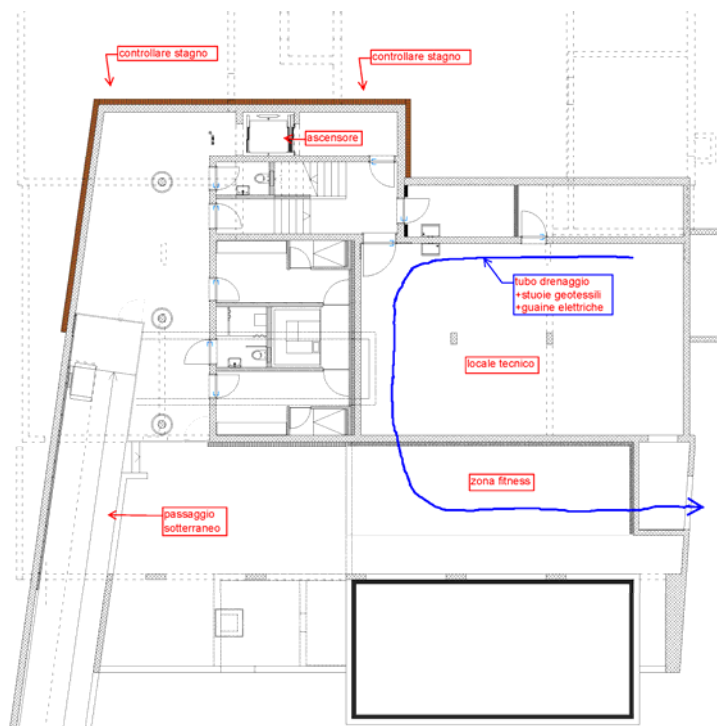 controllare stagno
controllare stagno
ascensore
tubo drenaggio
+stuoie geotessili
+guaine elettriche
locale tecnico
zona fitness
passaggio
sotterraneo